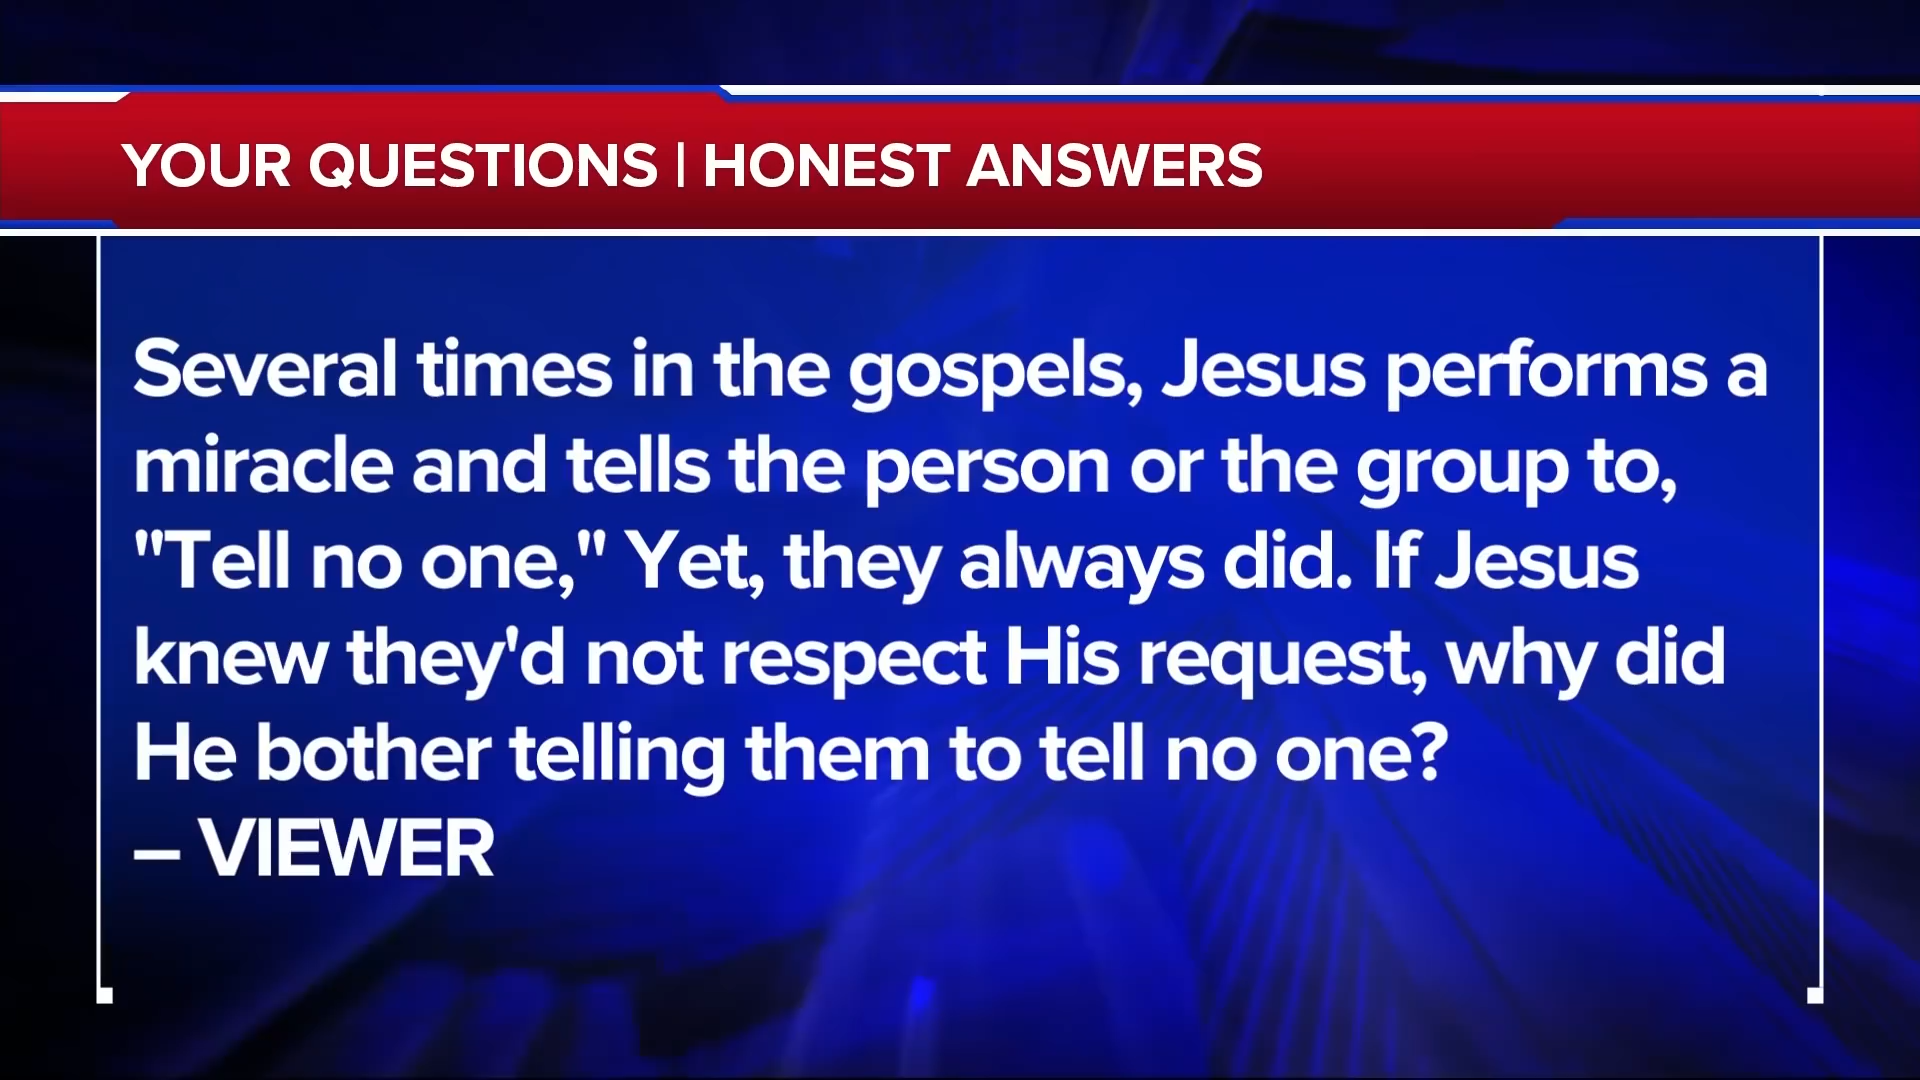 YOUR QUESTIONS | HONEST ANSWERS
Several times in the gospels, Jesus performs a
miracle and tells the person or the group to,
"Tell no one," Yet, they always did. If Jesus
knew they'd not respect His request, why did
He bother telling them to tell no one?
– VIEWER